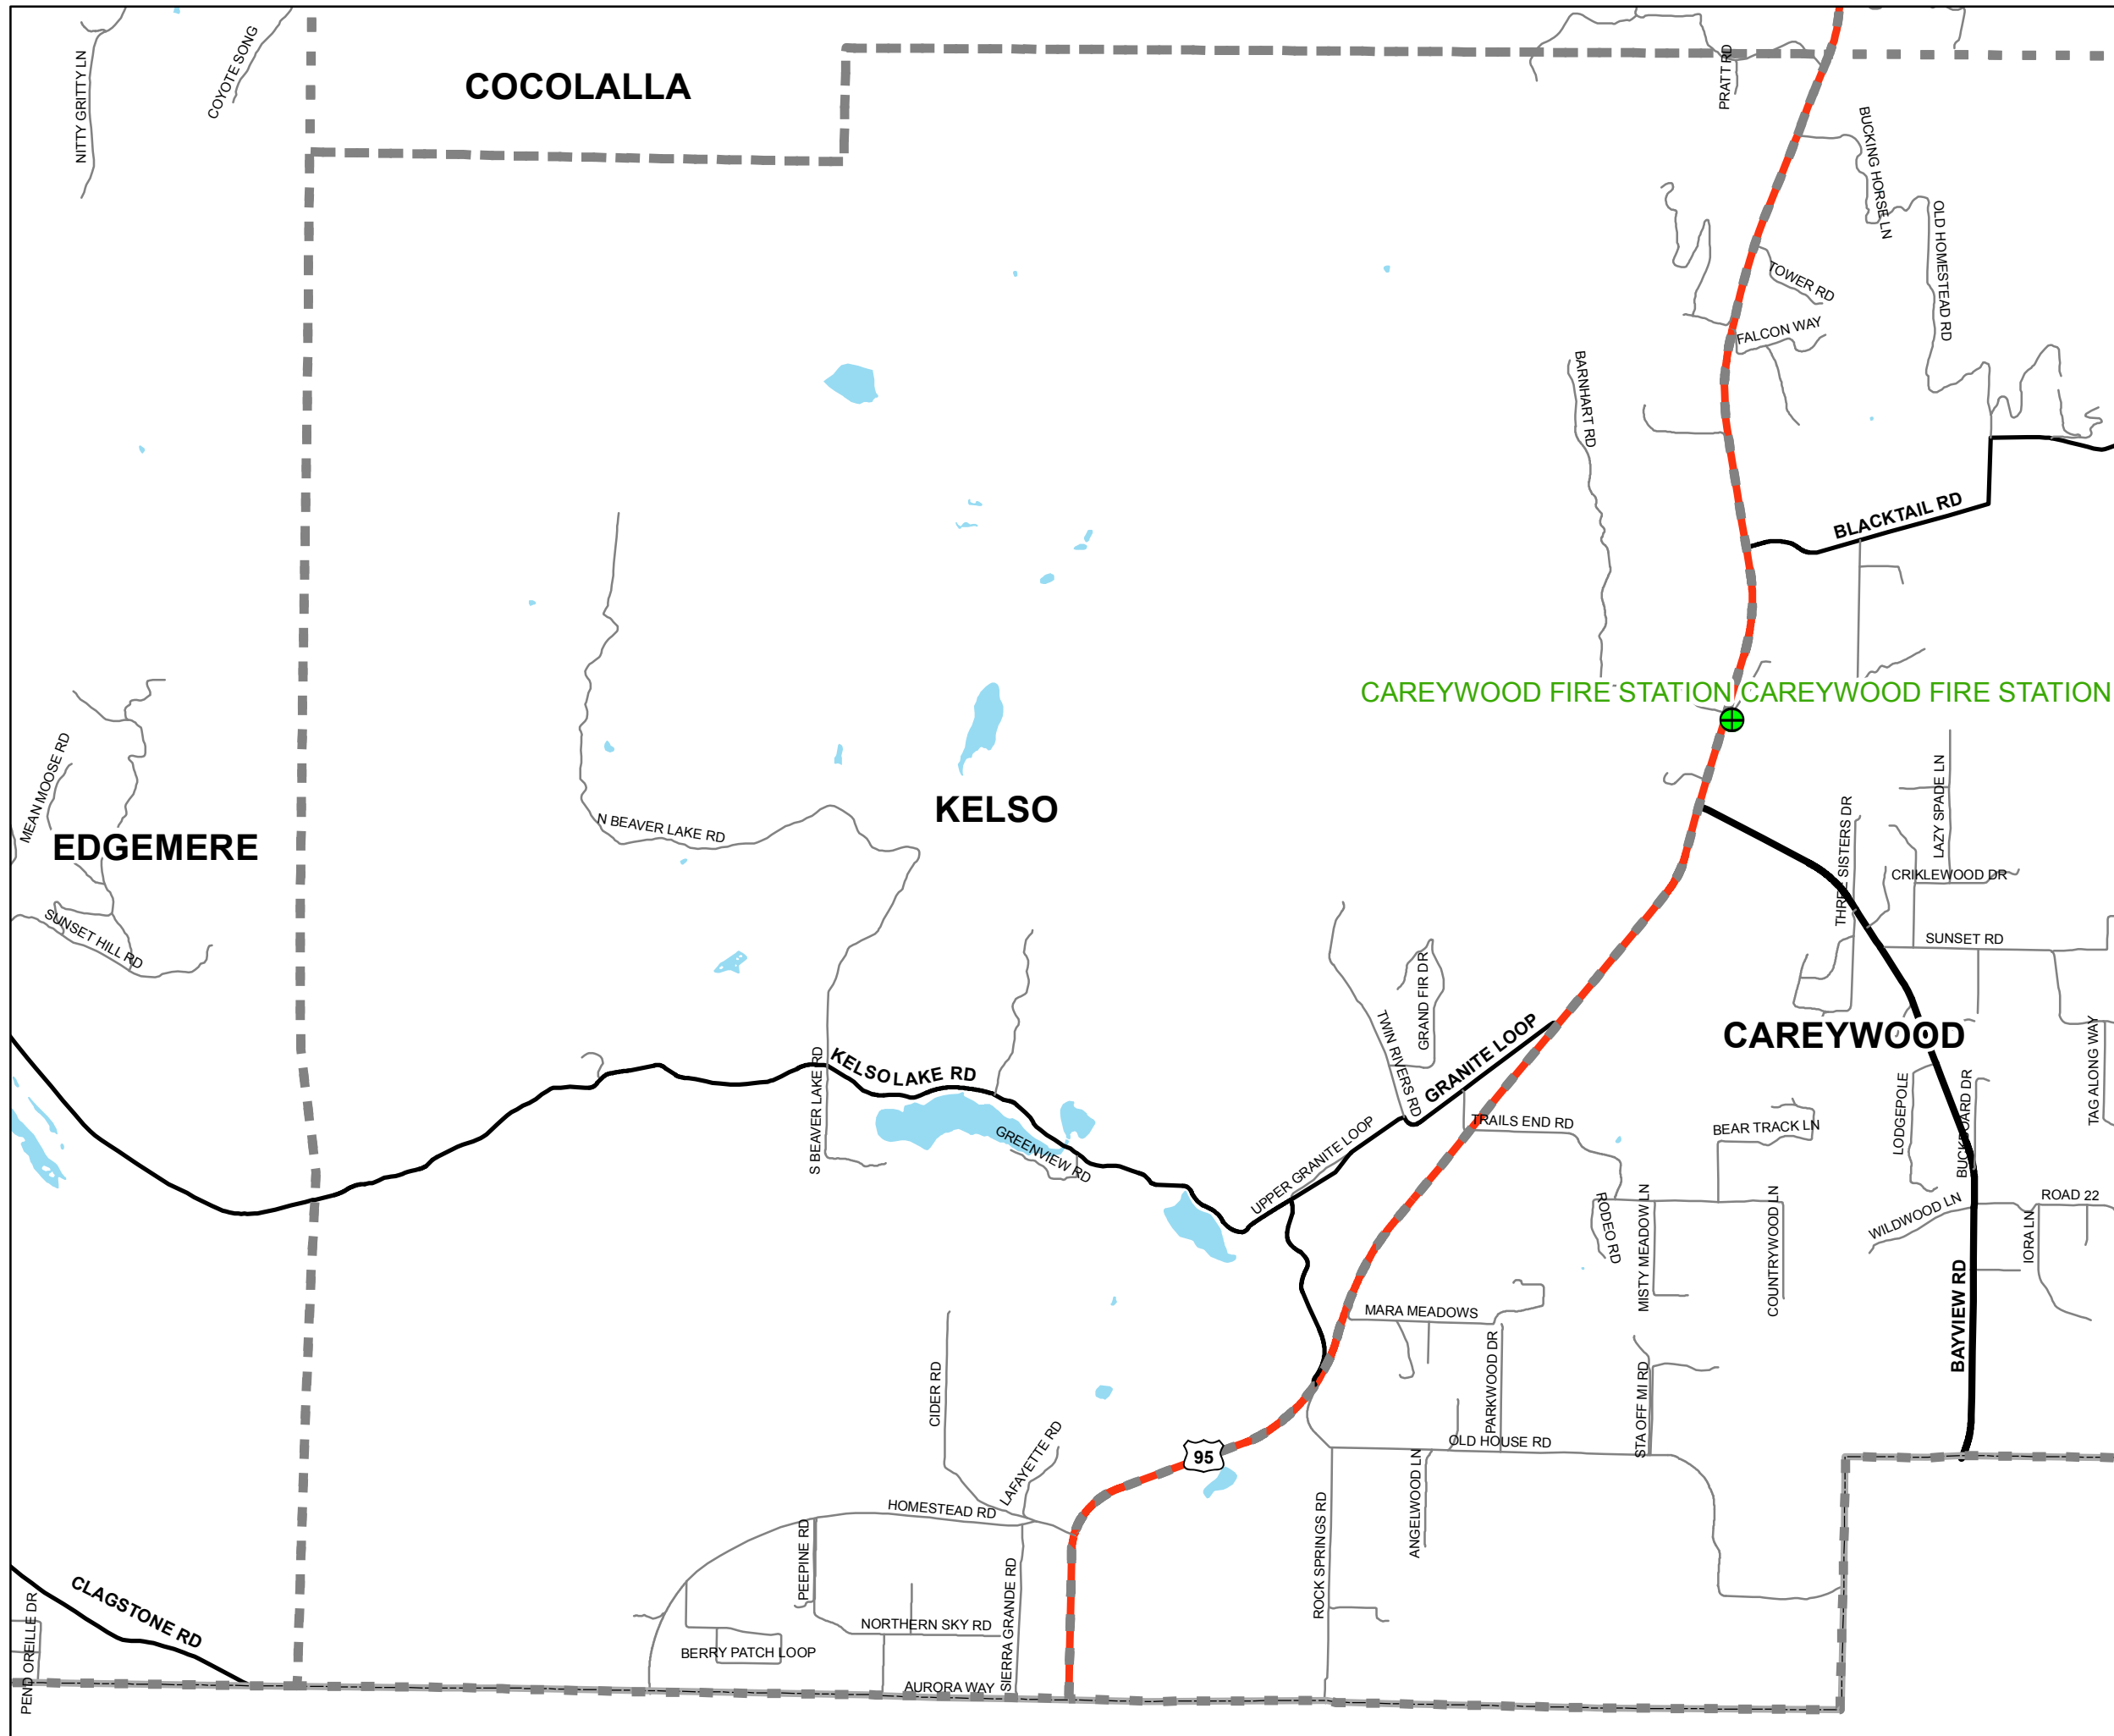 NITTY GRITTY LN
COYOTE SONG
COCOLALLA
PRATT RD
BUCKING HORSE LN
OLD HOMESTEAD RD
TOWER RD
FALCON WAY
BARNHART RD
BLACKTAIL RD
CAREYWOOD FIRE STATION CAREYWOOD FIRE STATION
MEAN MOOSE RD
EDGEMERE
KELSO
N BEAVER LAKE RD
THREE SISTERS DR
LAZY SPADE LN
CRIKLEWOOD DR
SUNSET HILL RD
SUNSET RD
GRAND FIR DR
TWIN RIVERS RD
GRANITE LOOP
CAREYWOOD
TAG ALONG WAY
S BEAVER LAKE RD
KELSO LAKE RD
GREENVIEW RD
UPPER GRANITE LOOP
TRAILS END RD
BEAR TRACK LN
LODGEPOLE
BUCKBOARD DR
RODEO RD
MISTY MEADOW LN
COUNTRYWOOD LN
WILDWOOD LN
ROAD 22
IORA LN
BAYVIEW RD
MARA MEADOWS
PARKWOOD DR
CIDER RD
STA OFF MI RD
LAFAYETTE RD
95
OLD HOUSE RD
ANGELWOOD LN
HOMESTEAD RD
PEEPINE RD
ROCK SPRINGS RD
SIERRA GRANDE RD
CLAGSTONE RD
PEND OREILLE DR
NORTHERN SKY RD
BERRY PATCH LOOP
AURORA WAY